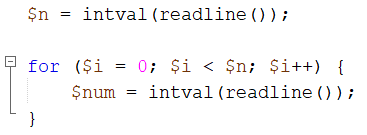 $n = intval(readline());
for ($i = 0; $i < $n; $i++) {
    $num = intval(readline());
}